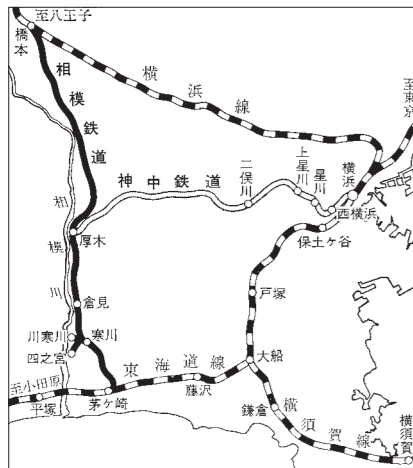 至八王子
橋本
相模鉄道
横浜線
至東京
神中鉄道
二俣川
上星川
星川
横浜
西横浜
保土ヶ谷
相模川
厚木
戸塚
倉見
川寒川
寒川
四之宮
東海道線
大船
至小田原
平塚
茅ヶ崎
藤沢
鎌倉
横須賀線
横須賀